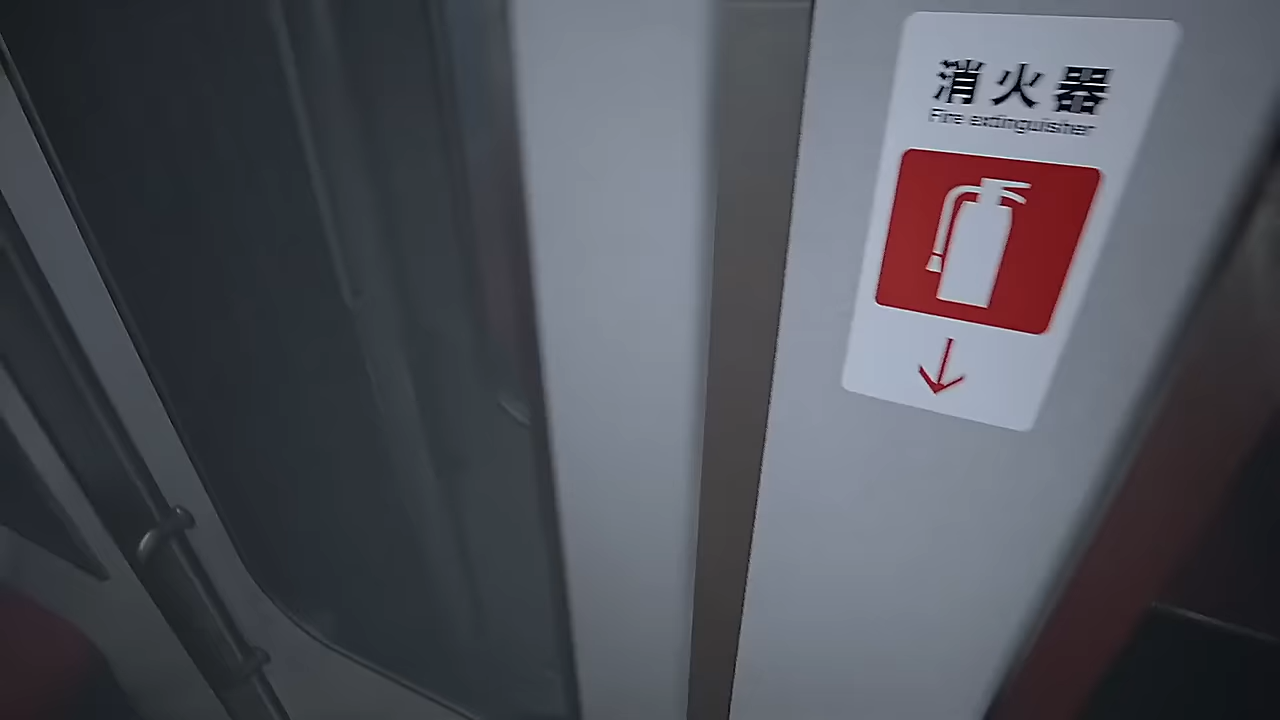 消火器
Fire extinguisher